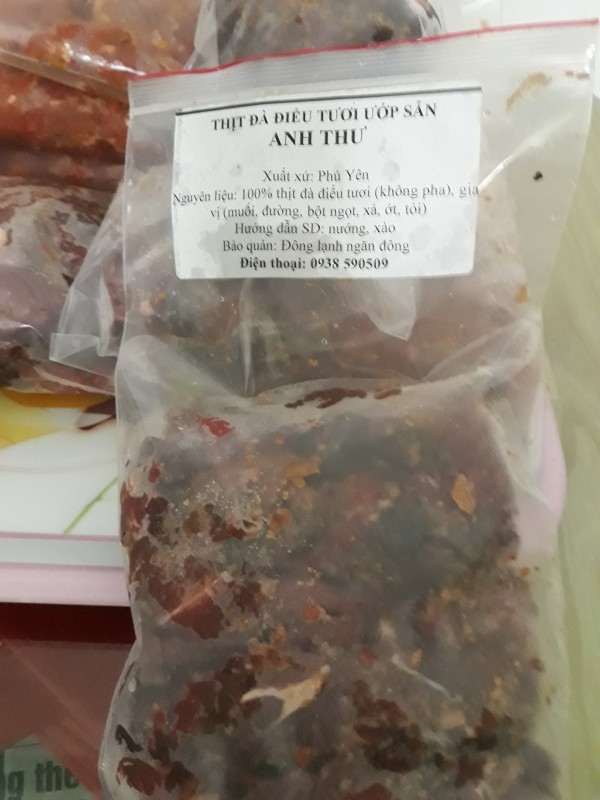 THỊT ĐÀ ĐIỂU TƯƠI ƯỚP SẴN
ANH THƯ
Xuất xứ: Phú Yên
Nguyên liệu: 100% thịt đà điểu tươi (không pha), gia
vị (muối, đường, bột ngọt, xả, ớt, tỏi)
Hướng dẫn SD: nướng, xào
Bảo quản: Đông lạnh ngăn đông
Điện thoại: 0938 590509
g the